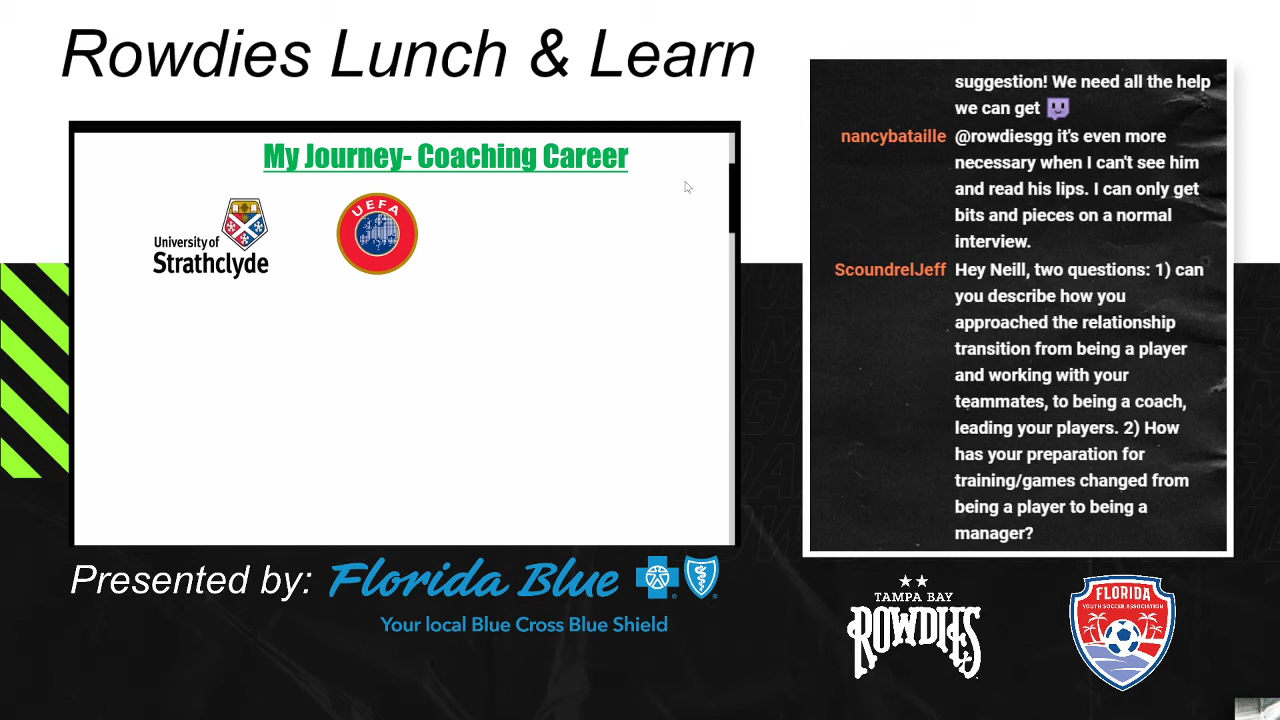 Rowdies Lunch & Learn
My Journey- Coaching Career
University of
Strathclyde
UEFA
suggestion! We need all the help
we can get
nancybataille @rowdiesgg it's even more
necessary when I can't see him
and read his lips. I can only get
bits and pieces on a normal
interview.
ScoundrelJeff Hey Neill, two questions: 1) can
you describe how you
approached the relationship
transition from being a player
and working with your
teammates, to being a coach,
leading your players. 2) How
has your preparation for
training/games changed from
being a player to being a
manager?
Presented by: Florida Blue
Your local Blue Cross Blue Shield
TAMPA BAY
ROWDIES
FLORIDA
YOUTH SOCCER ASSOCIATION